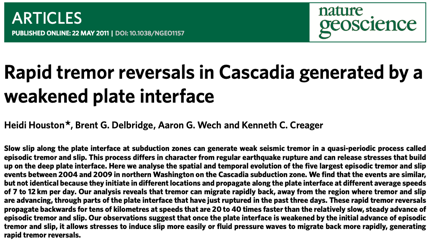 ARTICLES
PUBLISHED ONLINE: 22 MAY 2011 | DOI: 10.1038/NGEO1157
nature
geoscience
Rapid tremor reversals in Cascadia generated by a
weakened plate interface
Heidi Houston*, Brent G. Delbridge, Aaron G. Wech and Kenneth C. Creager
Slow slip along the plate interface at subduction zones can generate weak seismic tremor in a quasi-periodic process called
episodic tremor and slip. This process differs in character from regular earthquake rupture and can release stresses that build
up on the deep plate interface. Here we analyse the spatial and temporal evolution of the five largest episodic tremor and slip
events between 2004 and 2009 in northern Washington on the Cascadia subduction zone. We find that the events are similar,
but not identical because they initiate in different locations and propagate along the plate interface at different average speeds
of 7 to 12 km per day. Our analysis reveals that tremor can migrate rapidly back, away from the region where tremor and slip
are advancing, through parts of the plate interface that have just ruptured in the past three days. These rapid tremor reversals
propagate backwards for tens of kilometres at speeds that are 20 to 40 times faster than the relatively slow, steady advance of
episodic tremor and slip. Our observations suggest that once the plate interface is weakened by the initial advance of episodic
tremor and slip, it allows stresses to induce slip more easily or fluid pressure waves to migrate back more rapidly, generating
rapid tremor reversals.